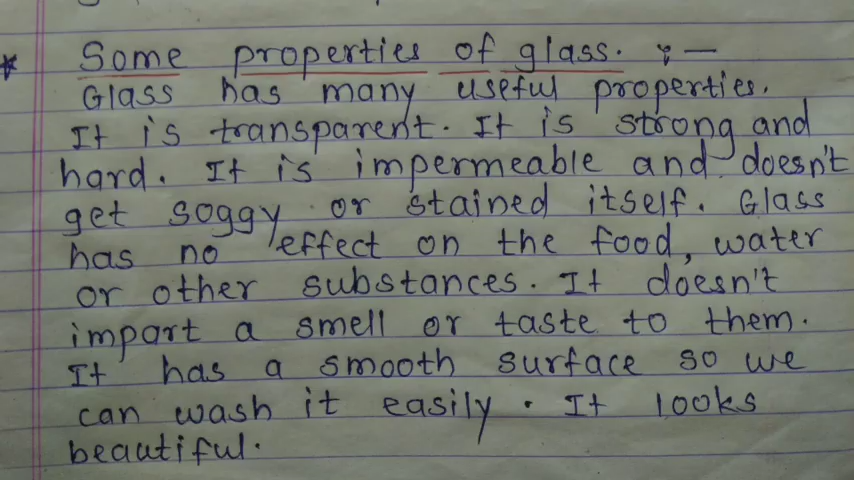 * Some properties of glass. :—
Glass has many useful properties.
It is transparent. It is strong and
hard. It is impermeable and doesn't
get soggy or stained itself. Glass
has no effect on the food, water
or other substances. It doesn't
impart a smell or taste to them.
It has a smooth surface so we
can wash it easily. It looks
beautiful.